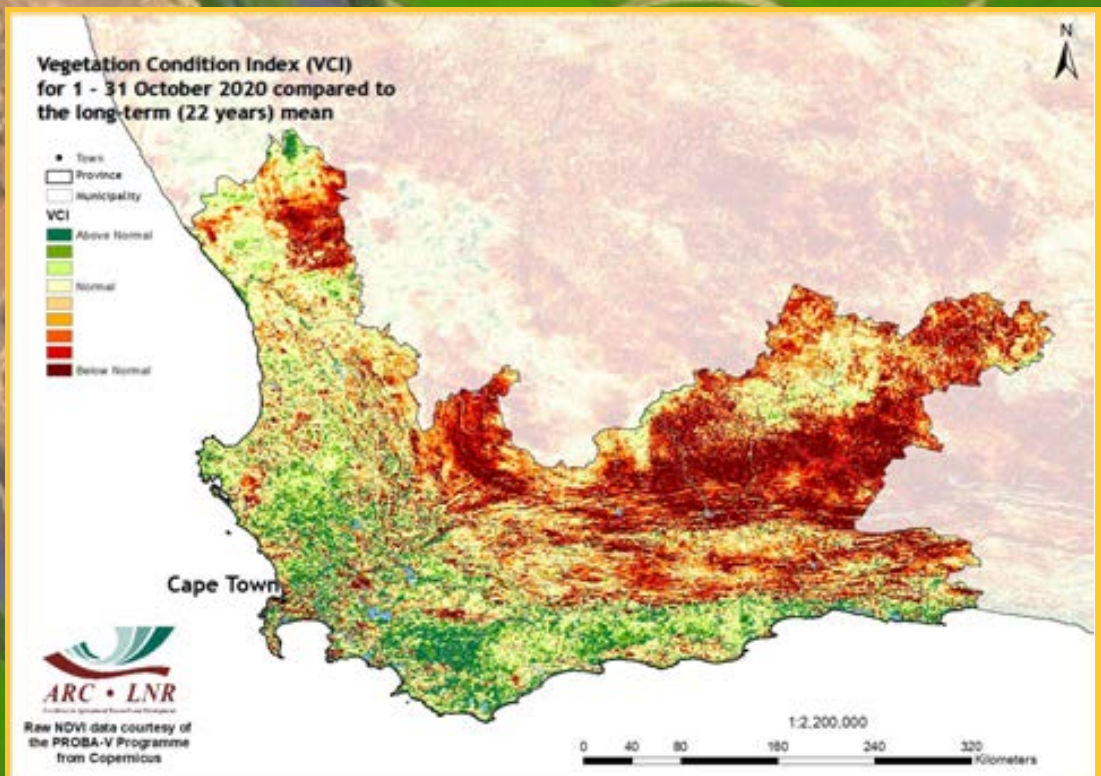 Vegetation Condition Index (VCI)
for 1 - 31 October 2020 compared to
the long-term (22 years) mean
N
Town
Province
Municipality
VCI
Above Normal
Normal
Below Normal
Cape Town
ARC • LNR
Raw NDVI data courtesy of
the PROBA-V Programme
from Copernicus
1:2,200,000
0 40 80 160 240 320
Kilometers